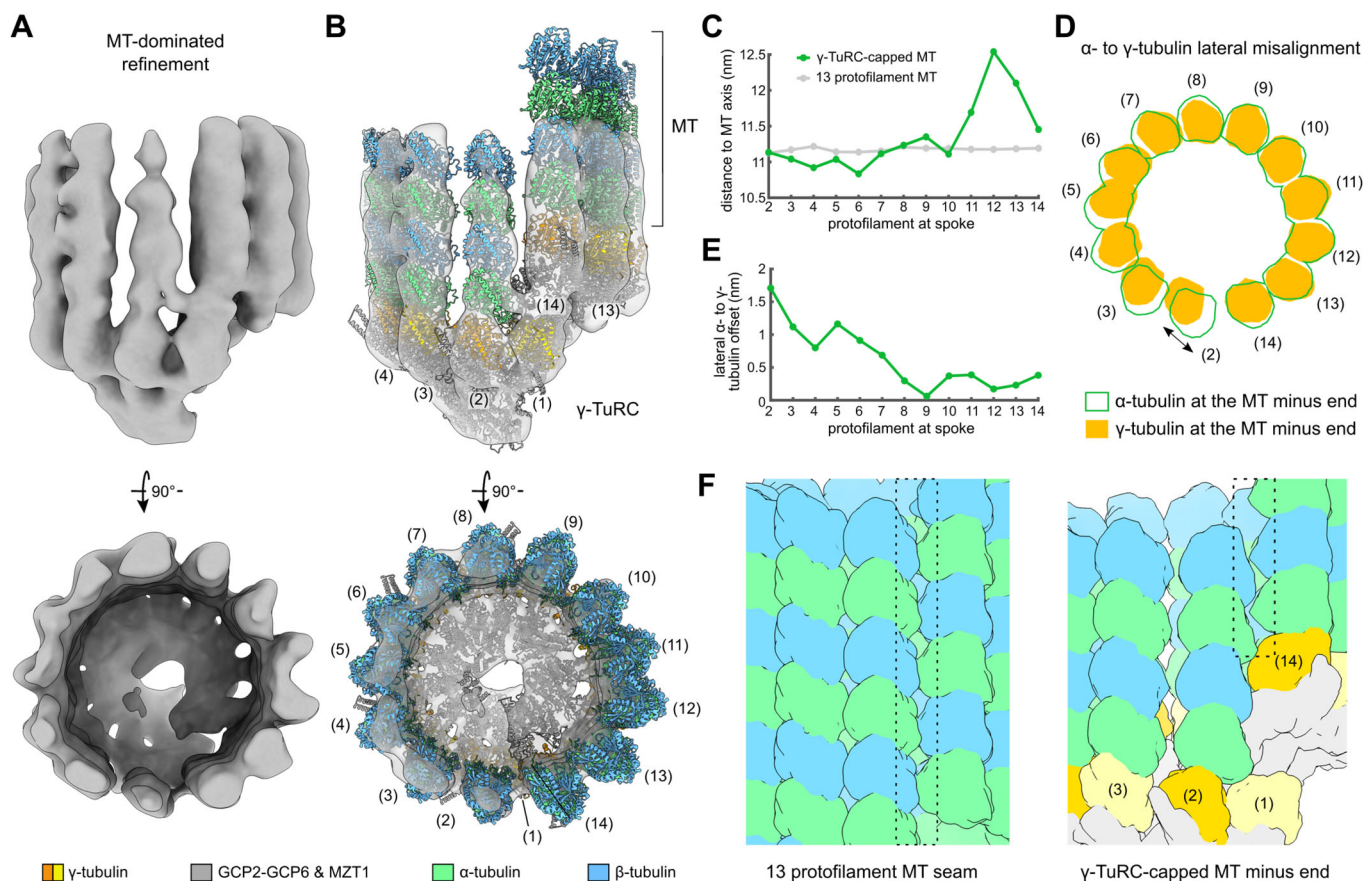 A
MT-dominated
refinement
90°
B
MT
(14)
(13)
(4)
(3)
(2)
(1)
γ-TuRC
90°
(8)
(9)
(7)
(10)
(6)
(11)
(5)
(12)
(4)
(13)
(3)
(2)
(1)
(14)
C
distance to MT axis (nm)
12.5
12
11.5
11
10.5
γ-TuRC-capped MT
13 protofilament MT
2 3 4 5 6 7 8 9 10 11 12 13 14
protofilament at spoke
D
α- to γ-tubulin lateral misalignment
(8)
(7)
(9)
(6)
(10)
(5)
(11)
(4)
(12)
(3)
(13)
(2)
(14)
α-tubulin at the MT minus end
γ-tubulin at the MT minus end
E
lateral α- to γ-
tubulin offset (nm)
2
1.5
1
0.5
0
2 3 4 5 6 7 8 9 10 11 12 13 14
protofilament at spoke
F
(14)
(3)
(2)
(1)
13 protofilament MT seam
γ-TuRC-capped MT minus end
γ-tubulin
GCP2-GCP6 & MZT1
α-tubulin
β-tubulin